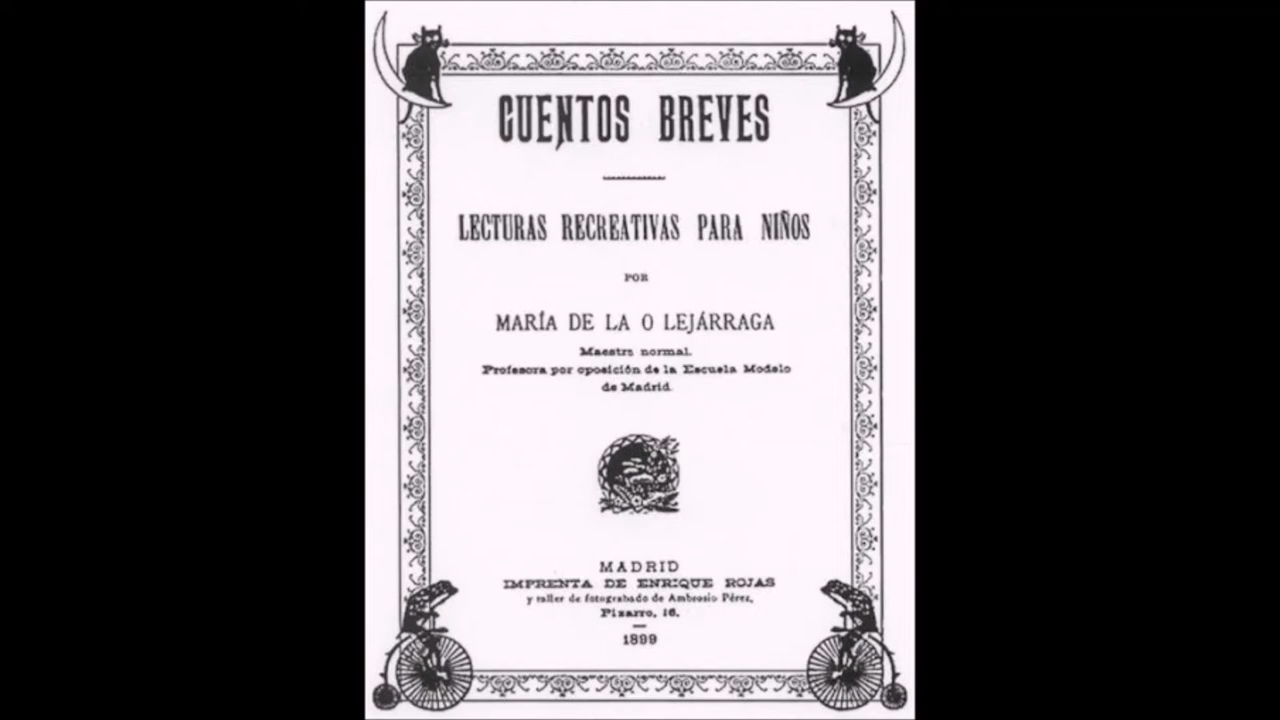 CUENTOS BREVES
LECTURAS RECREATIVAS PARA NIÑOS
POR
MARÍA DE LA O LEJÁRRAGA
Maestra normal.
Profesora por oposición de la Escuela Modelo
de Madrid.
MADRID
IMPRENTA DE ENRIQUE ROJAS
y taller de fotograbado de Ambrosio Pérez,
Pizarro, 16.
1899